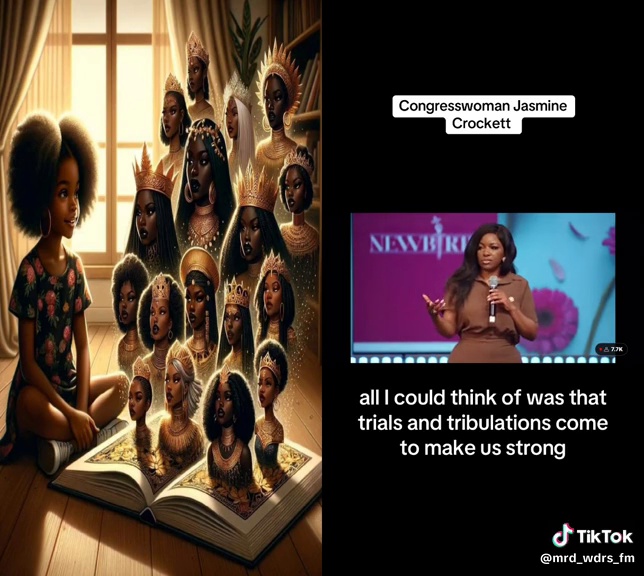 Congresswoman Jasmine
Crockett
NEWBIR
7.7K
all I could think of was that
trials and tribulations come
to make us strong
TikTok
@mrd_wdrs_fm